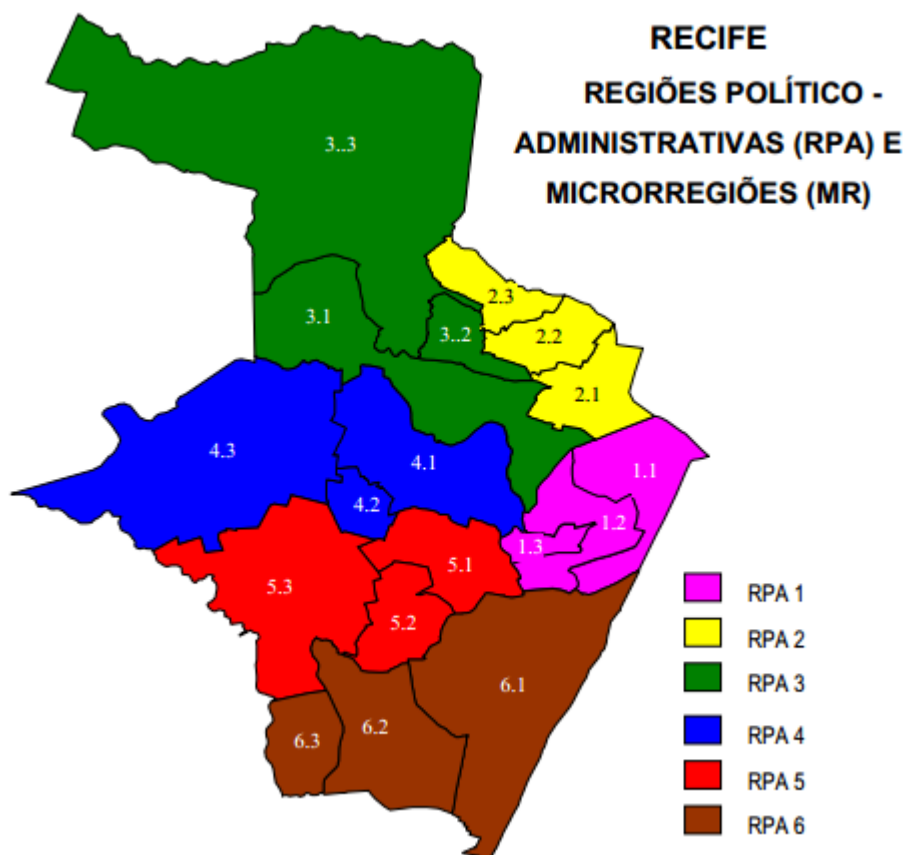 RECIFE
REGIÕES POLÍTICO -
ADMINISTRATIVAS (RPA) E
MICRORREGIÕES (MR)
3..3
2.3
3.1
3..2
2.2
2.1
4.3
4.1
1.1
4.2
1.2
1.3
5.1
5.3
5.2
6.1
6.2
6.3
RPA 1
RPA 2
RPA 3
RPA 4
RPA 5
RPA 6